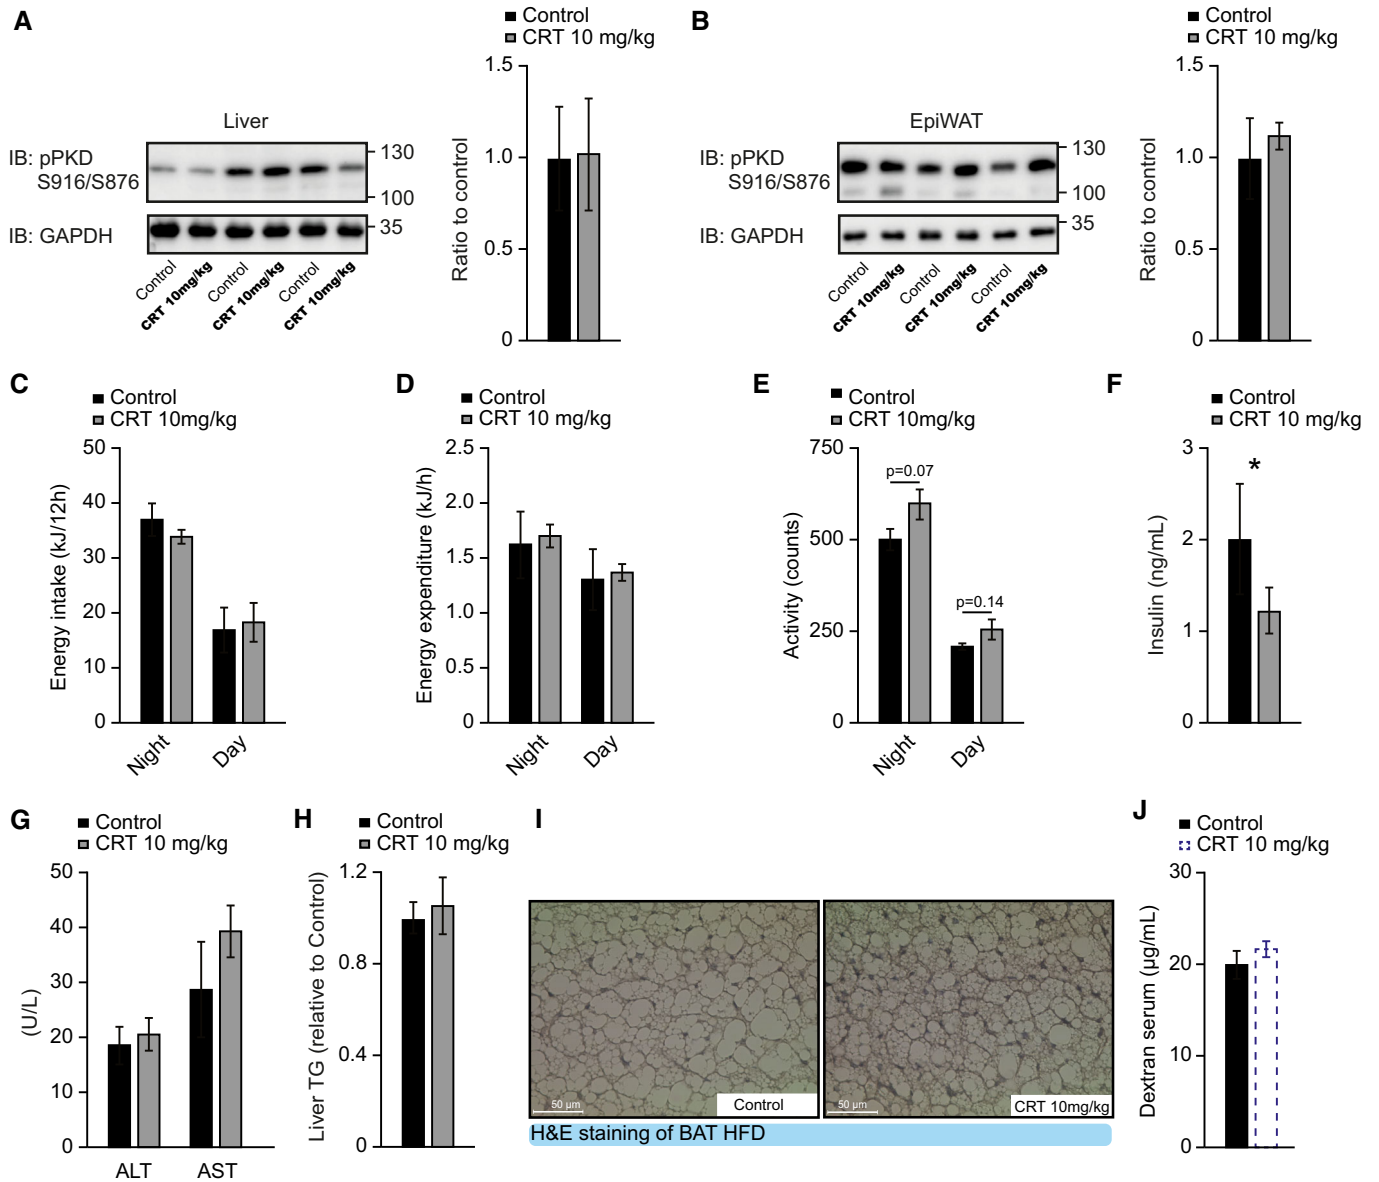 A
Control
CRT 10 mg/kg
1.5
1.0
0.5
0
Ratio to control
Liver
IB: pPKD
S916/S876
130
100
IB: GAPDH
35
Control
CRT 10mg/kg
Control
CRT 10mg/kg
Control
CRT 10mg/kg
B
Control
CRT 10 mg/kg
1.5
1.0
0.5
0
Ratio to control
EpiWAT
IB: pPKD
S916/S876
130
100
IB: GAPDH
35
Control
CRT 10mg/kg
Control
CRT 10mg/kg
Control
CRT 10mg/kg
C
Control
CRT 10mg/kg
50
40
30
20
10
0
Energy intake (kJ/12h)
Night
Day
D
Control
CRT 10 mg/kg
2.5
2.0
1.5
1.0
0.5
0
Energy expenditure (kJ/h)
Night
Day
E
Control
CRT 10mg/kg
750
500
250
0
Activity (counts)
p=0.07
p=0.14
Night
Day
F
Control
CRT 10 mg/kg
3
2
1
0
Insulin (ng/mL)
*
G
Control
CRT 10 mg/kg
50
40
30
20
10
0
(U/L)
ALT
AST
H
Control
CRT 10 mg/kg
1.2
0.8
0.4
0
Liver TG (relative to Control)
I
50 µm
Control
50 µm
CRT 10mg/kg
H&E staining of BAT HFD
J
Control
CRT 10 mg/kg
30
20
10
0
Dextran serum (µg/mL)